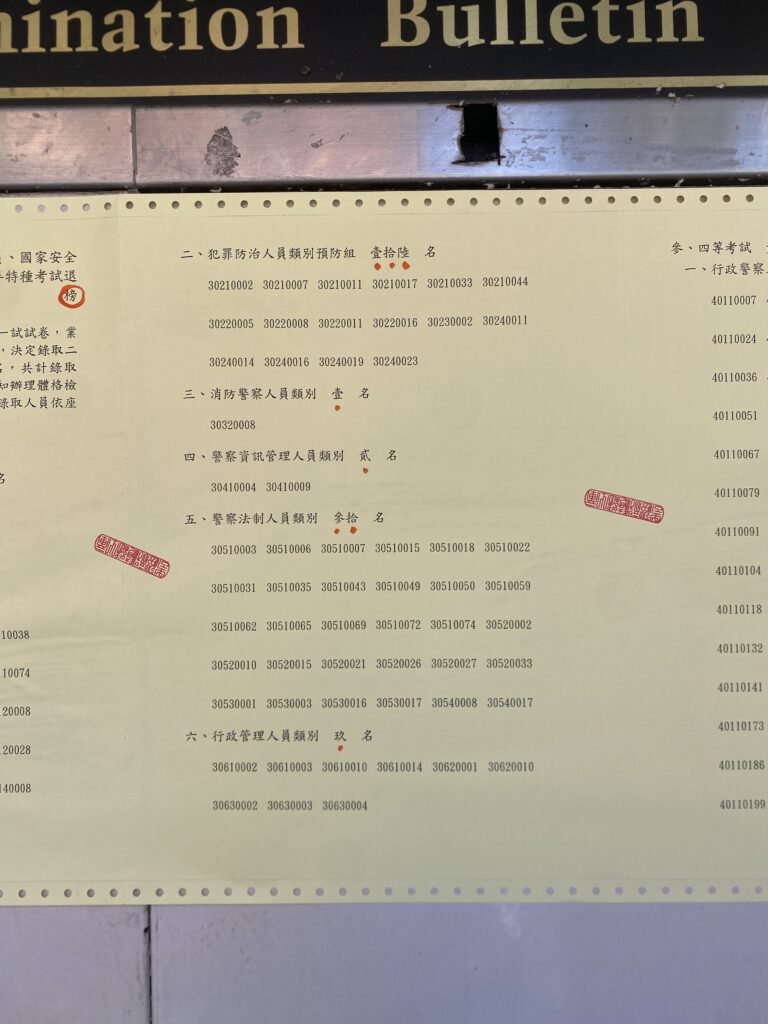 mination Bulletin
、國家安全
特種考試退
榜
一試試卷，業
，決定錄取二
名，共計錄取
知辦理體格檢
錄取人員依座
名
10038
10074
20008
20028
40008
二、犯罪防治人員類別預防組 壹拾陸 名
30210002 30210007 30210011 30210017 30210033 30210044
30220005 30220008 30220011 30220016 30230002 30240011
30240014 30240016 30240019 30240023
三、消防警察人員類別 壹 名
30320008
四、警察資訊管理人員類別 貳 名
30410004 30410009
五、警察法制人員類別 參拾 名
30510003 30510006 30510007 30510015 30510018 30510022
30510031 30510035 30510043 30510049 30510050 30510059
30510062 30510065 30510069 30510072 30510074 30520002
30520010 30520015 30520021 30520026 30520027 30520033
30530001 30530003 30530016 30530017 30540008 30540017
六、行政管理人員類別 玖 名
30610002 30610003 30610010 30610014 30620001 30620010
30630002 30630003 30630004
參、四等考試
一、行政警察
40110007
40110024
40110036
40110051
40110067
40110079
40110091
40110104
40110118
40110132
40110141
40110173
40110186
40110199